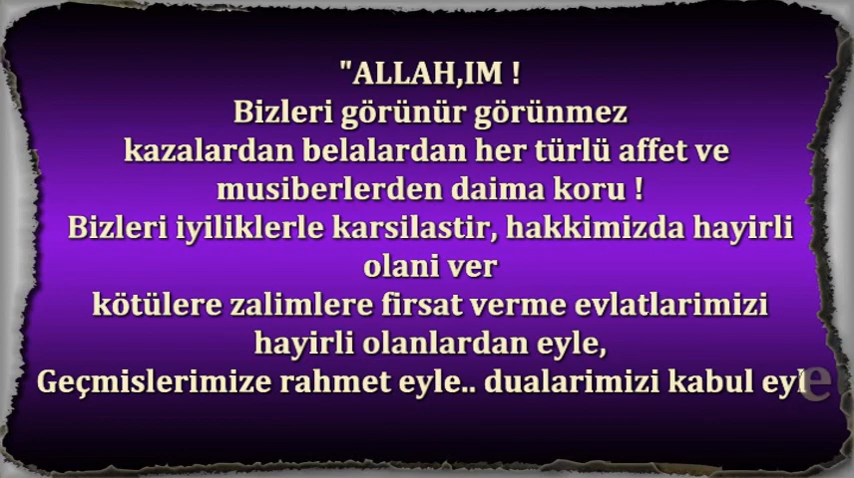 "ALLAH,IM !
Bizleri görünür görünmez
kazalardan belalardan her türlü affet ve
musiberlerden daima koru !
Bizleri iyiliklerle karsilastir, hakkimizda hayirli
olani ver
kötülere zalimlere firsat verme evlatlarimizi
hayirli olanlardan eyle,
Geçmislerimize rahmet eyle.. dualarimizi kabul eyle